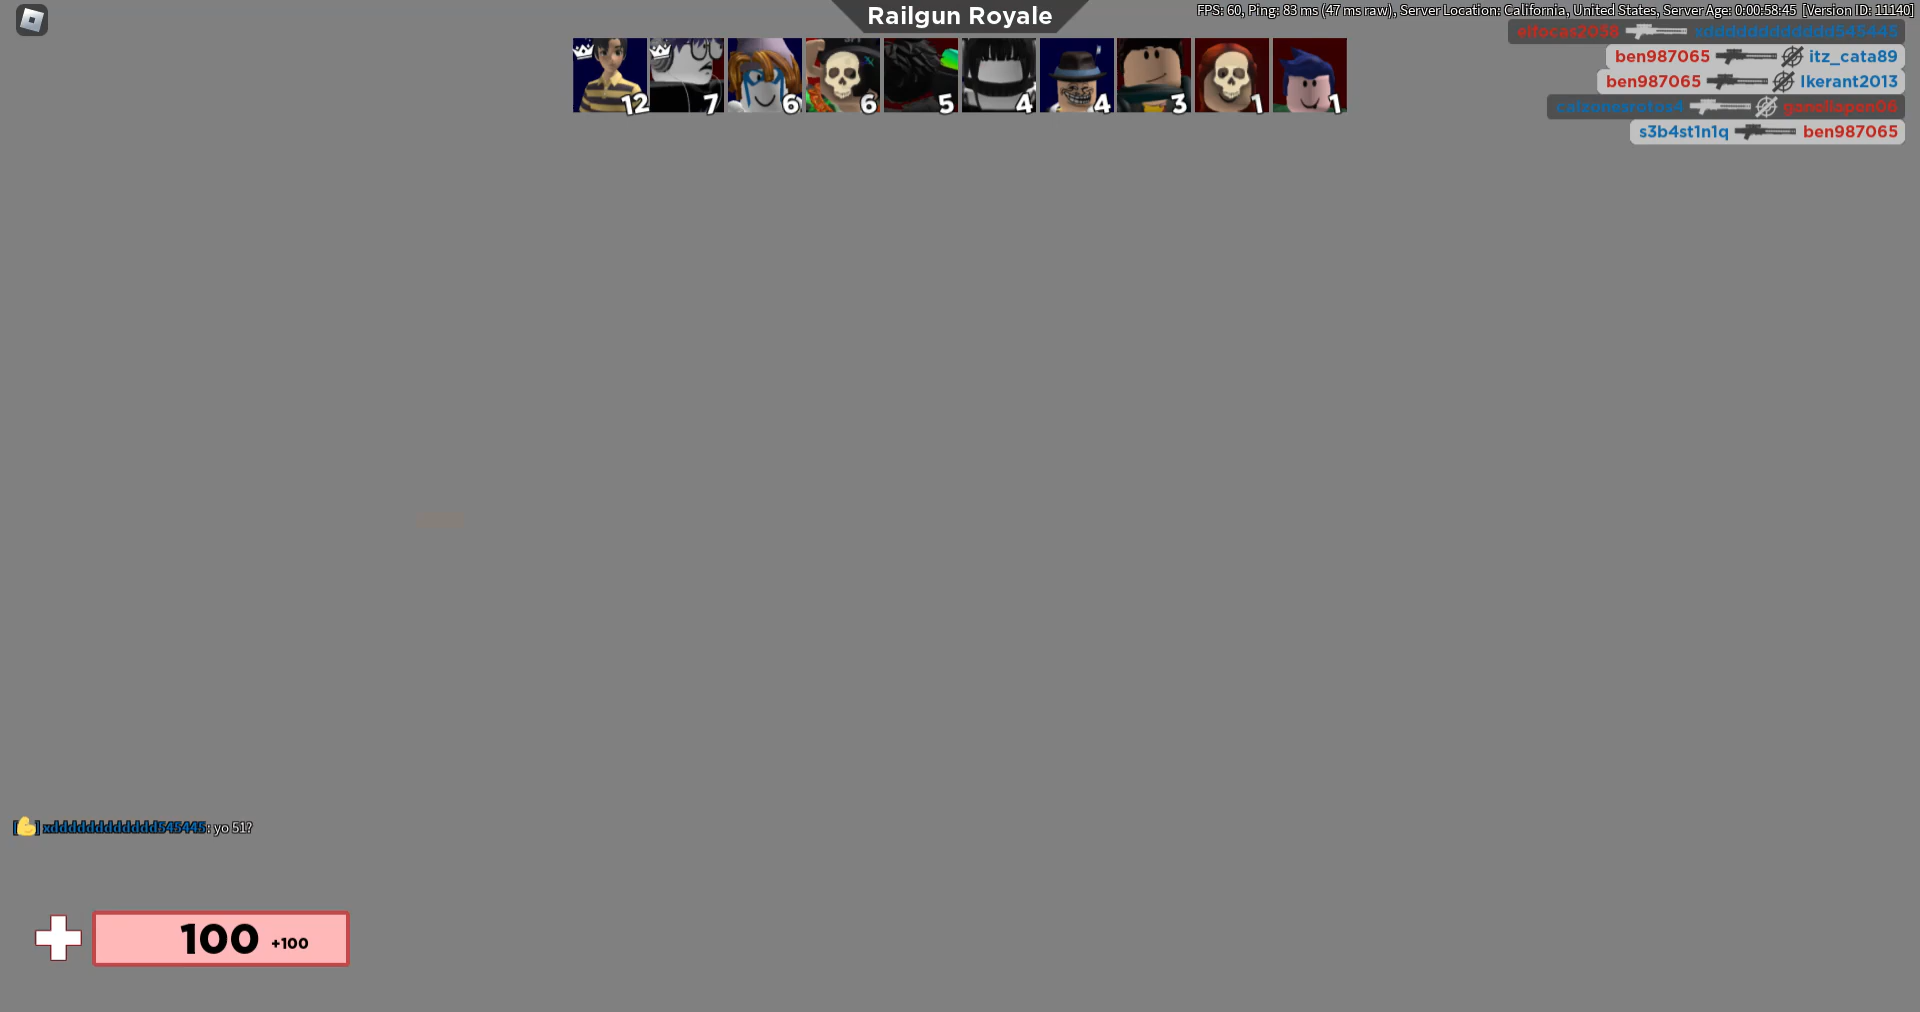 Railgun Royale
FPS: 60, Ping: 83 ms (47 ms raw), Server Location: California, United States, Server Age: 0:00:58:45 [Version ID: 11140]
elfocas2058 xdddddddddddd545445
ben987065 itz_cata89
ben987065 Ikerant2013
calzonesrotos4 ganollapan06
s3b4st1n1q ben987065
12 7 6 6 5 4 4 3 1 1
[💪] xdddddddddddd545445: yo 51?
100 +100